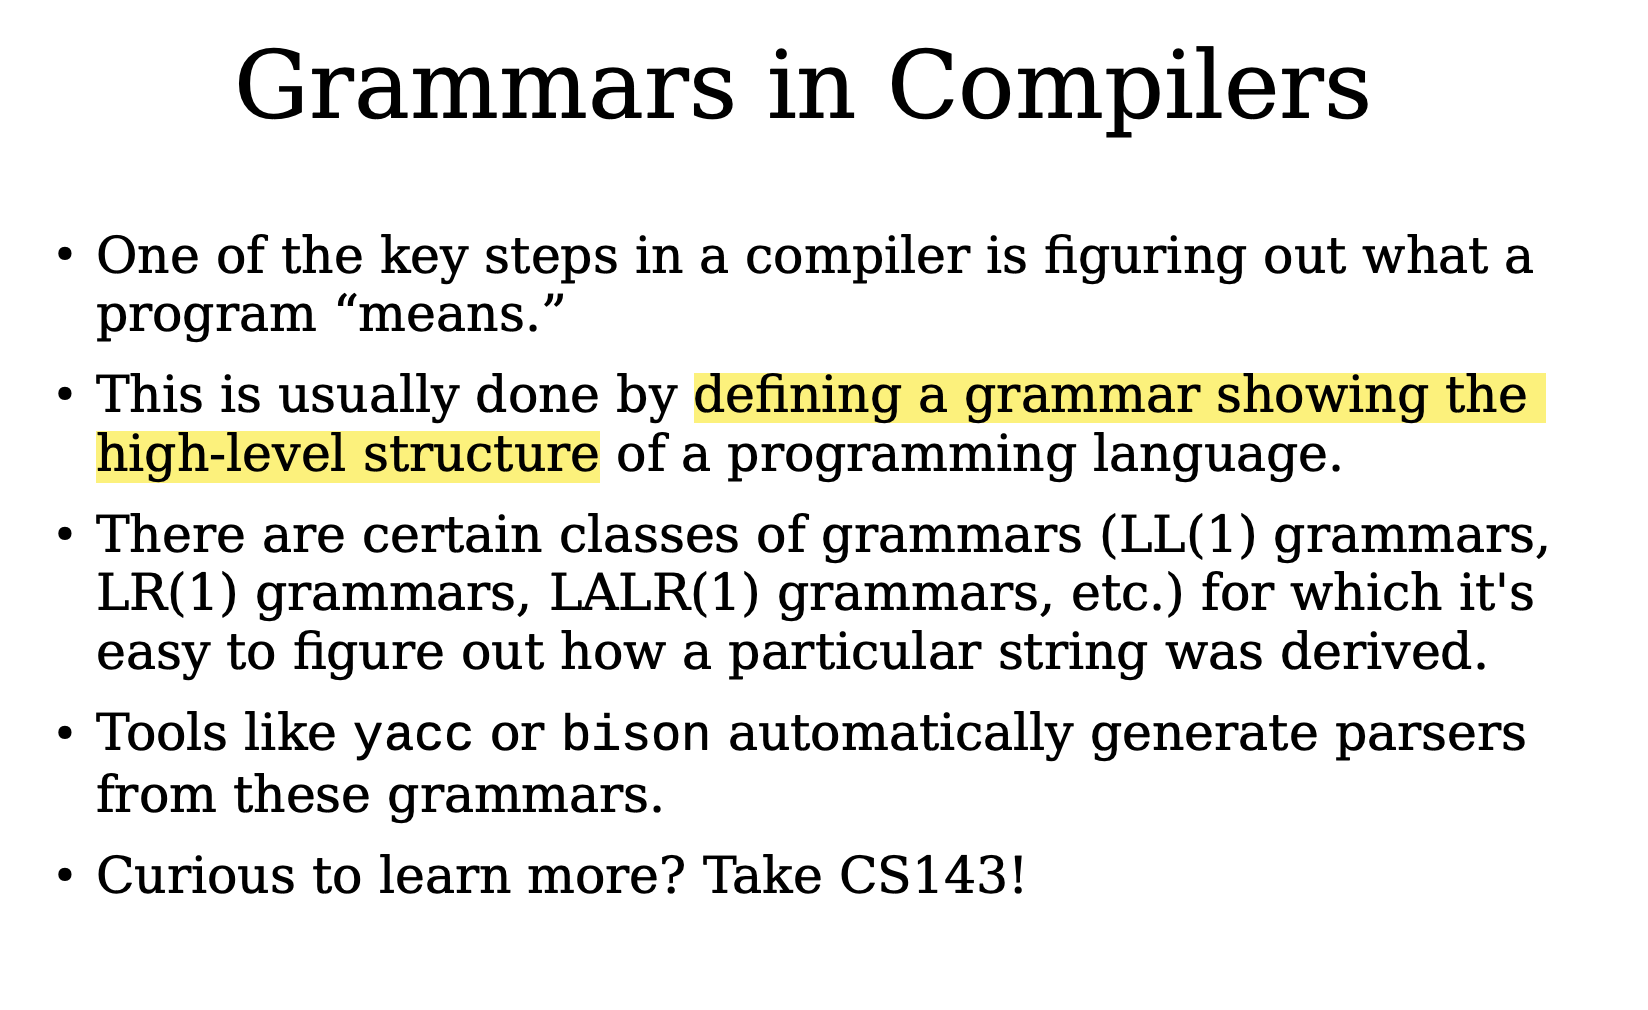 Grammars in Compilers
• One of the key steps in a compiler is figuring out what a
program “means.”
• This is usually done by defining a grammar showing the
high-level structure of a programming language.
• There are certain classes of grammars (LL(1) grammars,
LR(1) grammars, LALR(1) grammars, etc.) for which it's
easy to figure out how a particular string was derived.
• Tools like yacc or bison automatically generate parsers
from these grammars.
• Curious to learn more? Take CS143!